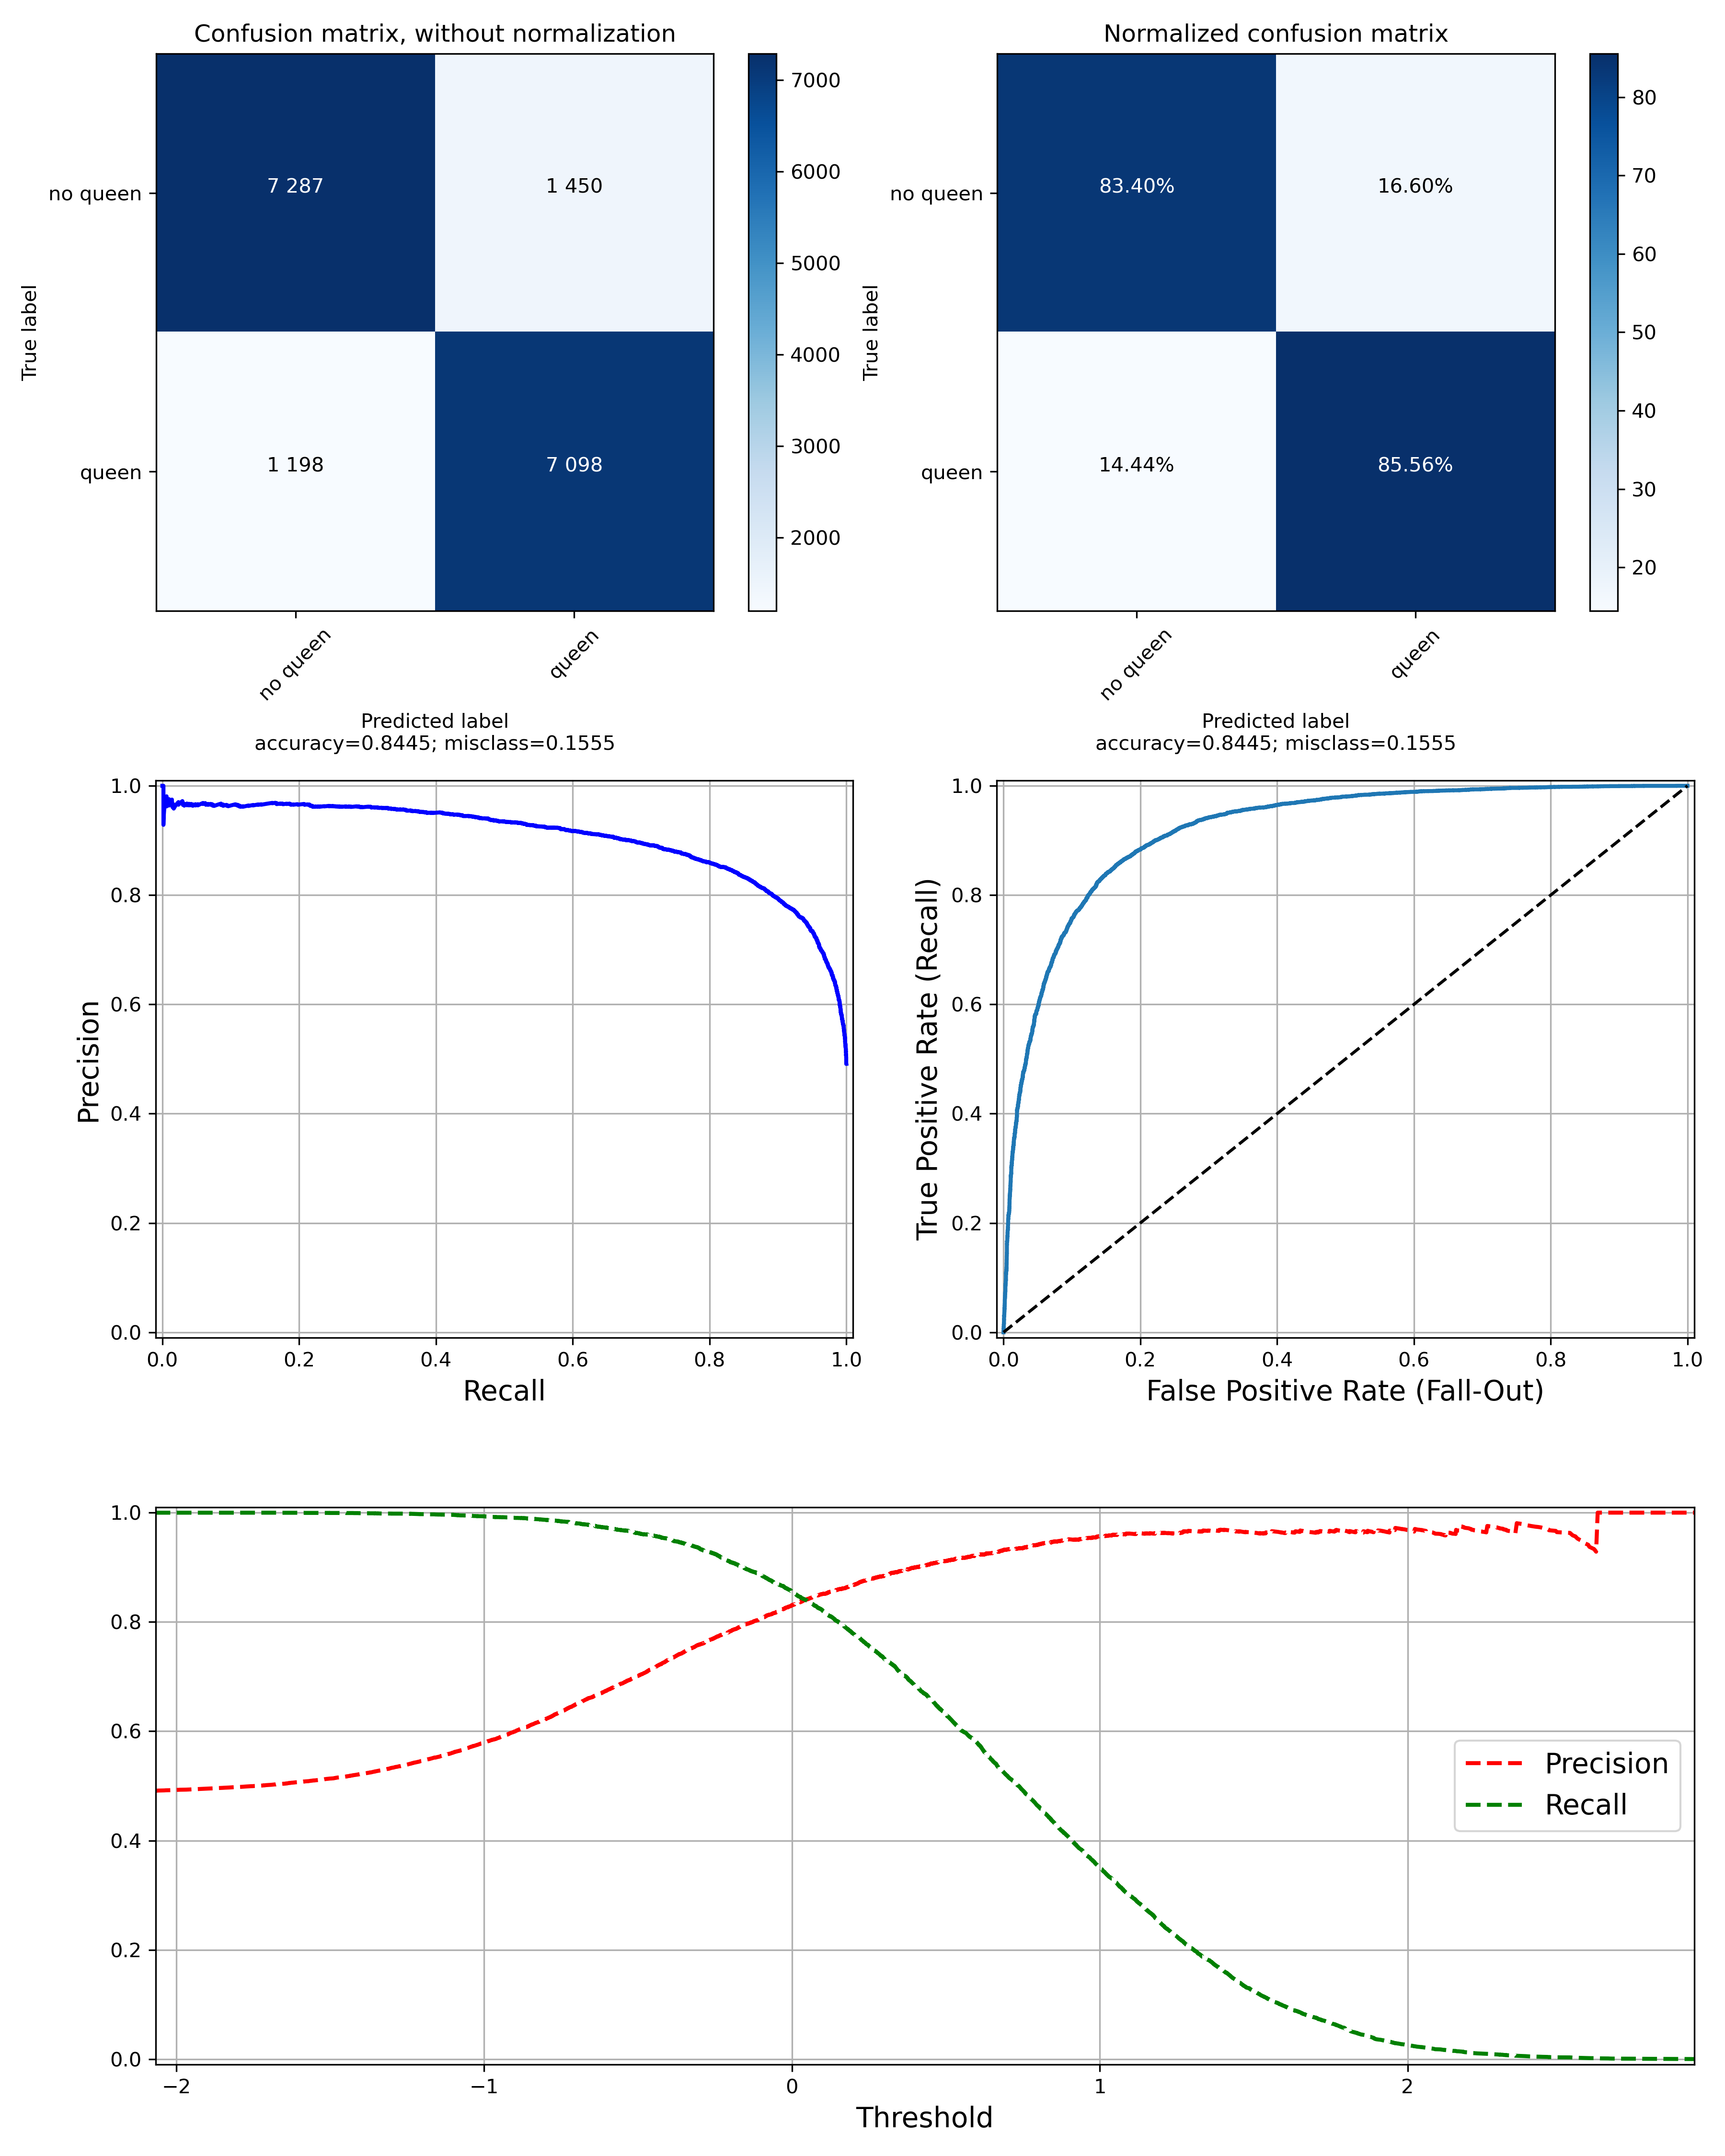 Confusion matrix, without normalization
7 287
1 450
1 198
7 098
no queen
queen
True label
no queen
queen
Predicted label
accuracy=0.8445; misclass=0.1555
7000
6000
5000
4000
3000
2000
Normalized confusion matrix
83.40%
16.60%
14.44%
85.56%
no queen
queen
True label
no queen
queen
Predicted label
accuracy=0.8445; misclass=0.1555
80
70
60
50
40
30
20
1.0
0.8
0.6
0.4
0.2
0.0
Precision
0.0
0.2
0.4
0.6
0.8
1.0
Recall
1.0
0.8
0.6
0.4
0.2
0.0
True Positive Rate (Recall)
0.0
0.2
0.4
0.6
0.8
1.0
False Positive Rate (Fall-Out)
1.0
0.8
0.6
0.4
0.2
0.0
Precision
Recall
−2
−1
0
1
2
Threshold